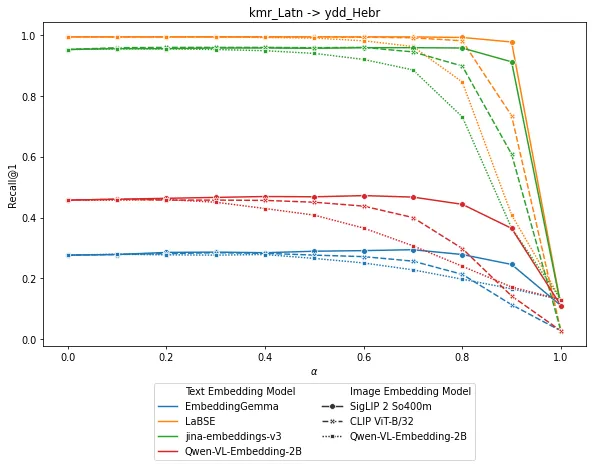 kmr_Latn -> ydd_Hebr
Recall@1
1.0
0.8
0.6
0.4
0.2
0.0
0.0 0.2 0.4 0.6 0.8 1.0
α
Text Embedding Model
EmbeddingGemma
LaBSE
jina-embeddings-v3
Qwen-VL-Embedding-2B
Image Embedding Model
SigLIP 2 So400m
CLIP ViT-B/32
Qwen-VL-Embedding-2B